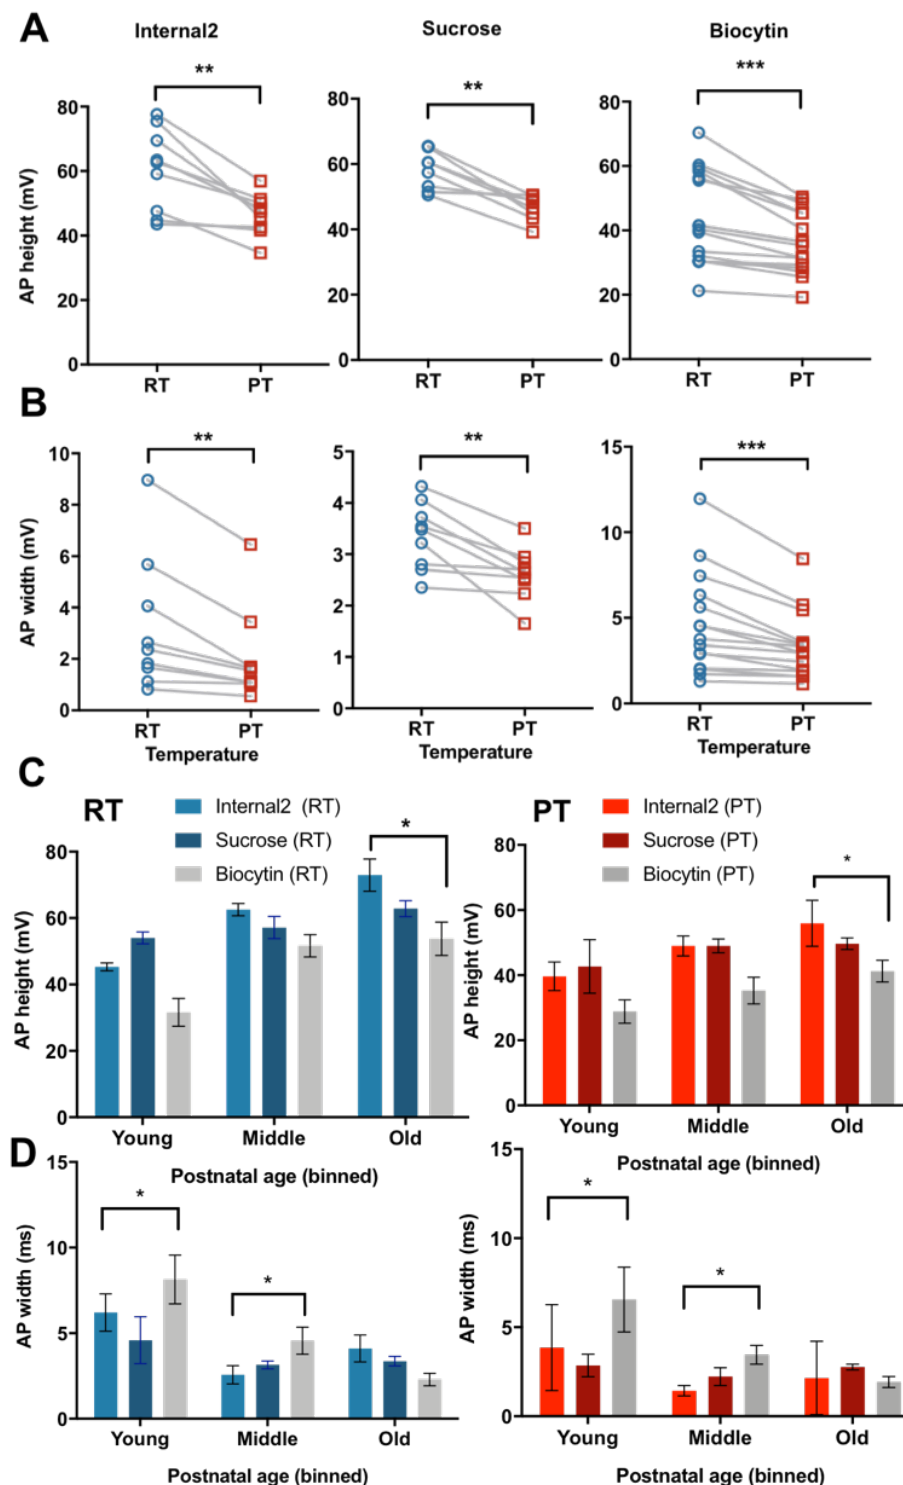 A
Internal2
Sucrose
Biocytin
**
**
***
AP height (mV)
80
60
40
20
0
RT
PT
80
60
40
20
0
RT
PT
80
60
40
20
0
RT
PT
B
**
**
***
AP width (mV)
10
8
6
4
2
0
RT
PT
Temperature
5
4
3
2
1
0
RT
PT
Temperature
15
10
5
0
RT
PT
Temperature
C
RT
Internal2 (RT)
Sucrose (RT)
Biocytin (RT)
*
AP height (mV)
80
60
40
20
0
Young
Middle
Old
Postnatal age (binned)
PT
Internal2 (PT)
Sucrose (PT)
Biocytin (PT)
*
AP height (mV)
80
60
40
20
0
Young
Middle
Old
Postnatal age (binned)
D
*
*
AP width (ms)
15
10
5
0
Young
Middle
Old
Postnatal age (binned)
*
*
AP width (ms)
15
10
5
0
Young
Middle
Old
Postnatal age (binned)